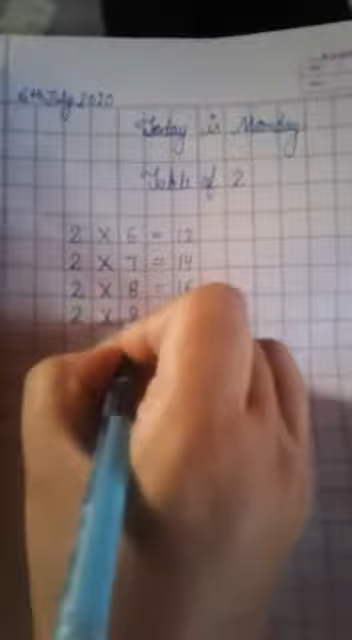 6th July 2020
Today is Monday
Table of 2
2 × 6 = 12
2 × 7 = 14
2 × 8 = 16
2 × 9